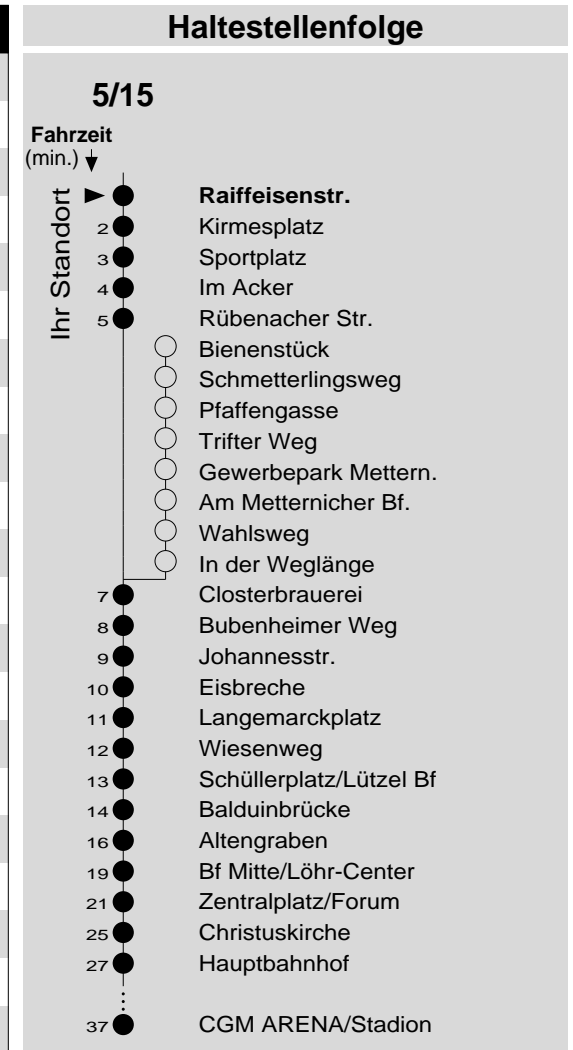 Haltestellenfolge
5/15
Fahrzeit
(min.)
Ihr Standort
Raiffeisenstr.
2 Kirmesplatz
3 Sportplatz
4 Im Acker
5 Rübenacher Str.
Bienenstück
Schmetterlingsweg
Pfaffengasse
Trifter Weg
Gewerbepark Mettern.
Am Metternicher Bf.
Wahlsweg
In der Weglänge
7 Closterbrauerei
8 Bubenheimer Weg
9 Johannesstr.
10 Eisbreche
11 Langemarckplatz
12 Wiesenweg
13 Schüllerplatz/Lützel Bf
14 Balduinbrücke
16 Altengraben
19 Bf Mitte/Löhr-Center
21 Zentralplatz/Forum
25 Christuskirche
27 Hauptbahnhof
37 CGM ARENA/Stadion